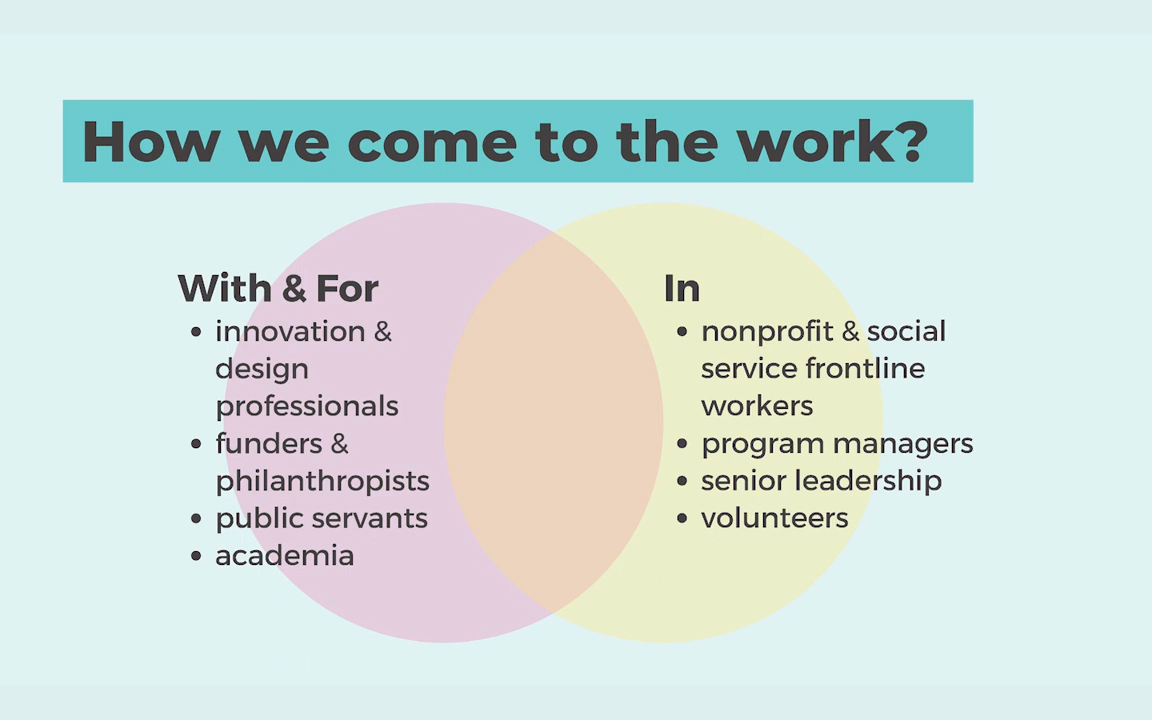 How we come to the work?
With & For
• innovation &
design
professionals
• funders &
philanthropists
• public servants
• academia
In
• nonprofit & social
service frontline
workers
• program managers
• senior leadership
• volunteers